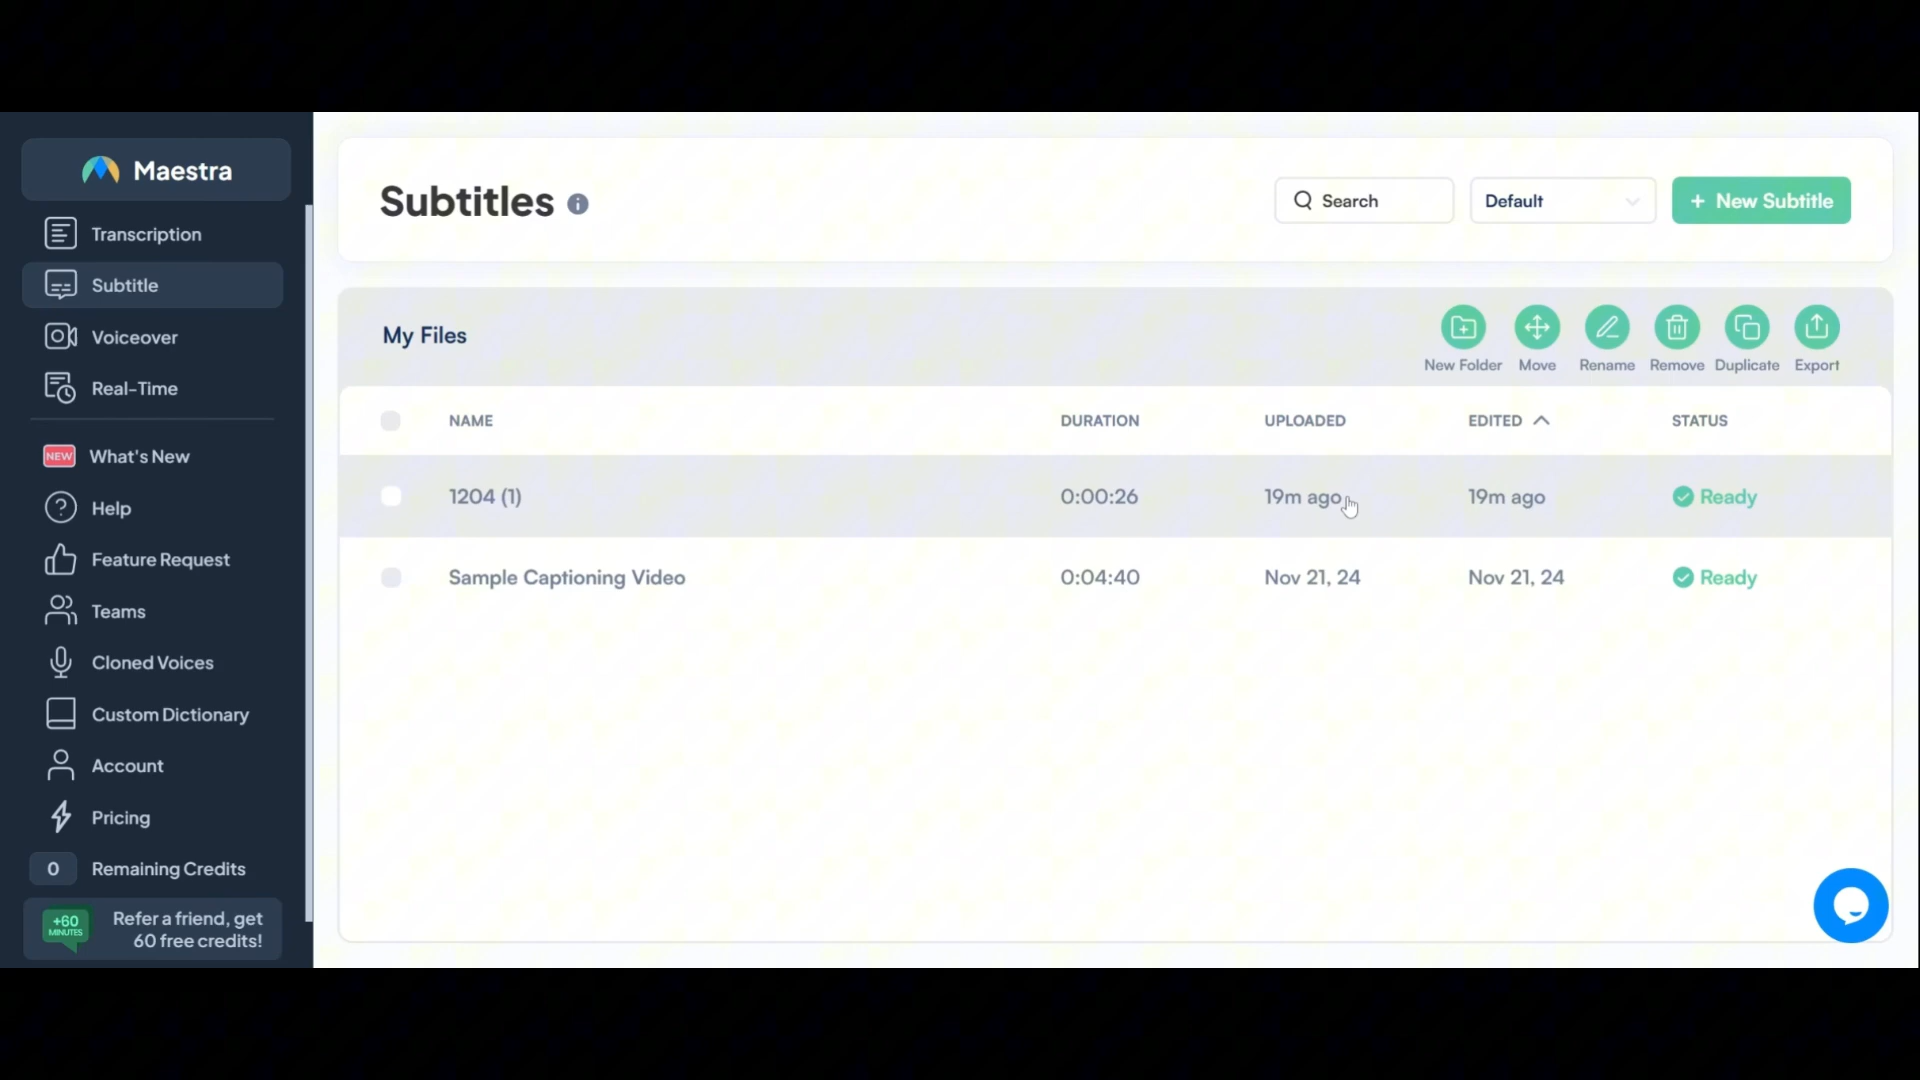 Maestra
Transcription
Subtitle
Voiceover
Real-Time
NEW What's New
Help
Feature Request
Teams
Cloned Voices
Custom Dictionary
Account
Pricing
0 Remaining Credits
+60 MINUTES
Refer a friend, get
60 free credits!
Subtitles i
Search
Default
+ New Subtitle
My Files
New Folder Move Rename Remove Duplicate Export
NAME DURATION UPLOADED EDITED STATUS
1204 (1) 0:00:26 19m ago 19m ago Ready
Sample Captioning Video 0:04:40 Nov 21, 24 Nov 21, 24 Ready